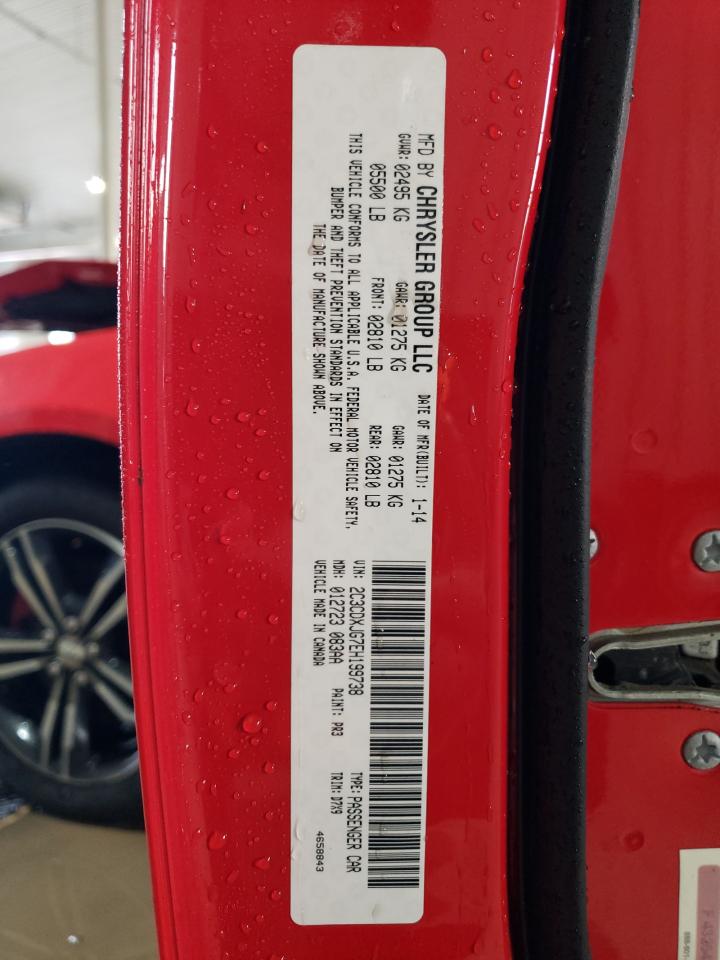 MFD BY CHRYSLER GROUP LLC DATE OF MFR(BUILT): 1-14
GVWR: 02495 KG GAWR: 01275 KG GAWR: 01275 KG
05500 LB FRONT: 02810 LB REAR: 02810 LB
THIS VEHICLE CONFORMS TO ALL APPLICABLE U.S.A. FEDERAL MOTOR VEHICLE SAFETY,
BUMPER AND THEFT PREVENTION STANDARDS IN EFFECT ON
THE DATE OF MANUFACTURE SHOWN ABOVE.
VIN: 2C3CDXJG7EH199738 TYPE: PASSENGER CAR
MDH: 012723 083AA PAINT: PR3 TRIM: D7X9
VEHICLE MADE IN CANADA 4658843